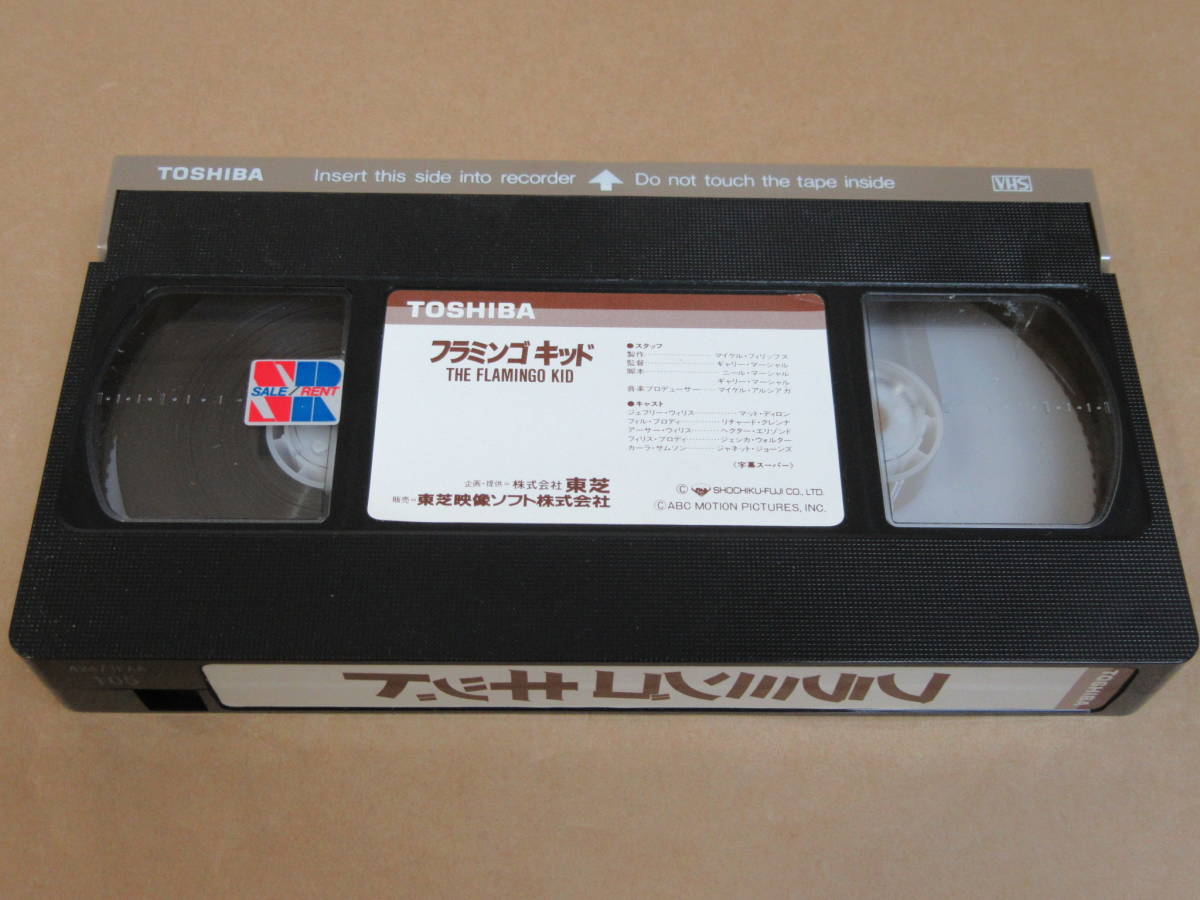 TOSHIBA Insert this side into recorder Do not touch the tape inside VHS
TOSHIBA
フラミンゴ キッド
THE FLAMINGO KID
●スタッフ
製作‥‥‥‥‥‥マイケル・フィリップス
監督‥‥‥‥‥‥ギャリー・マーシャル
脚本‥‥‥‥‥‥ニール・マーシャル
ギャリー・マーシャル
音楽プロデューサー‥‥マイケル・アルシアガ
●キャスト
ジェフリー・ウィリス‥‥‥‥マット・ディロン
フィル・ブロディ‥‥‥‥リチャード・クレンナ
アーサー・ウィリス‥‥‥ヘクター・エリゾンド
フィリス・ブロディ‥‥‥ジェシカ・ウォルター
カーラ・サムソン‥‥‥‥ジャネット・ジョーンズ
〈字幕スーパー〉
企画・提供=株式会社 東芝
販売=東芝映像ソフト株式会社
© SHOCHIKU-FUJI CO., LTD.
© ABC MOTION PICTURES, INC.
SALE/RENT
T05
フラミンゴ キッド
TOSHIBA